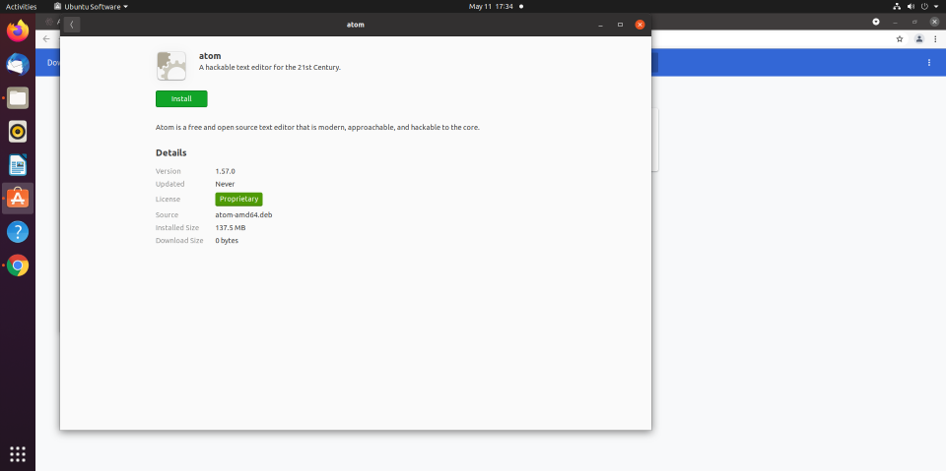 Activities
Ubuntu Software
May 11 17:34
atom
Dow
atom
A hackable text editor for the 21st Century.
Install
Atom is a free and open source text editor that is modern, approachable, and hackable to the core.
Details
Version 1.57.0
Updated Never
License Proprietary
Source atom-amd64.deb
Installed Size 137.5 MB
Download Size 0 bytes